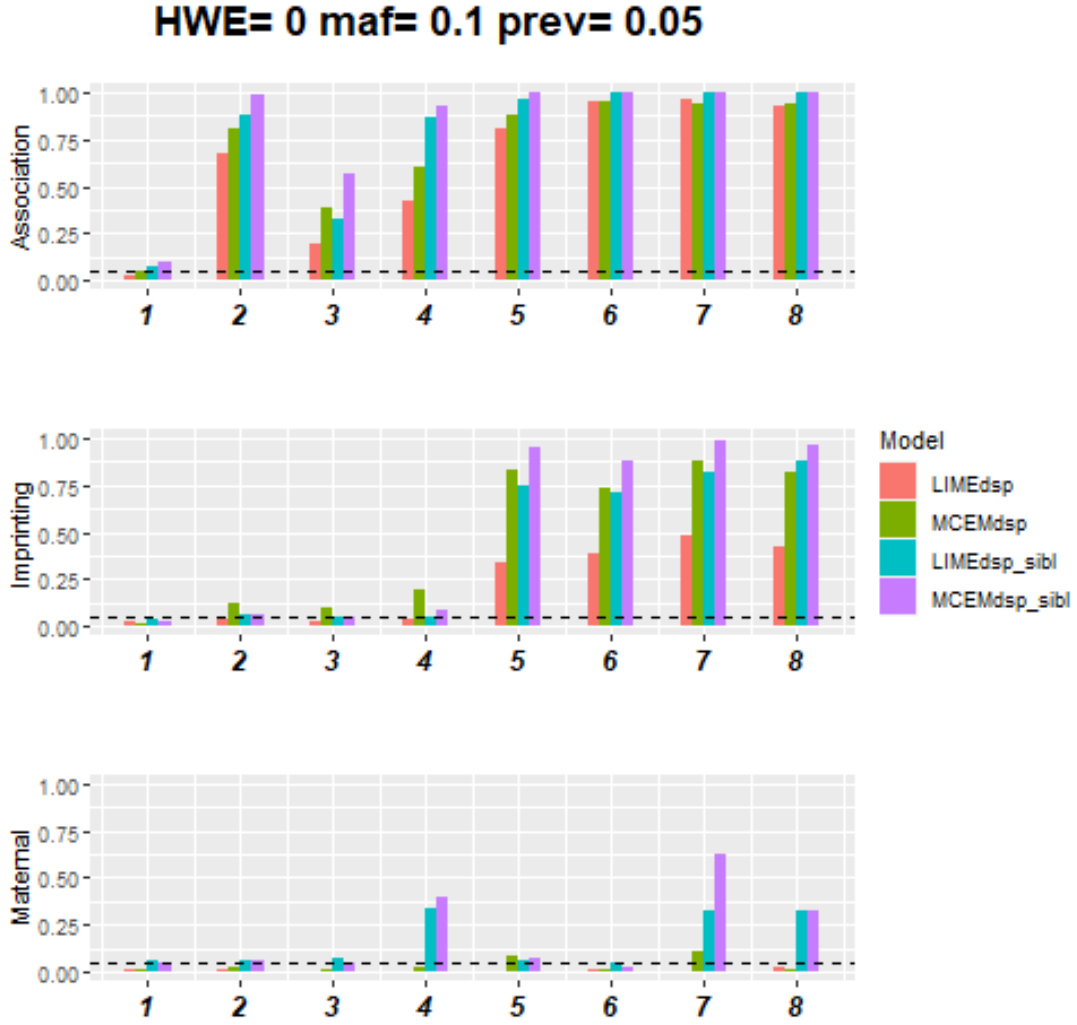 HWE= 0 maf= 0.1 prev= 0.05
Association
1.00
0.75
0.50
0.25
0.00
1 2 3 4 5 6 7 8
Imprinting
1.00
0.75
0.50
0.25
0.00
1 2 3 4 5 6 7 8
Model
LIMEdsp
MCEMdsp
LIMEdsp_sibl
MCEMdsp_sibl
Maternal
1.00
0.75
0.50
0.25
0.00
1 2 3 4 5 6 7 8